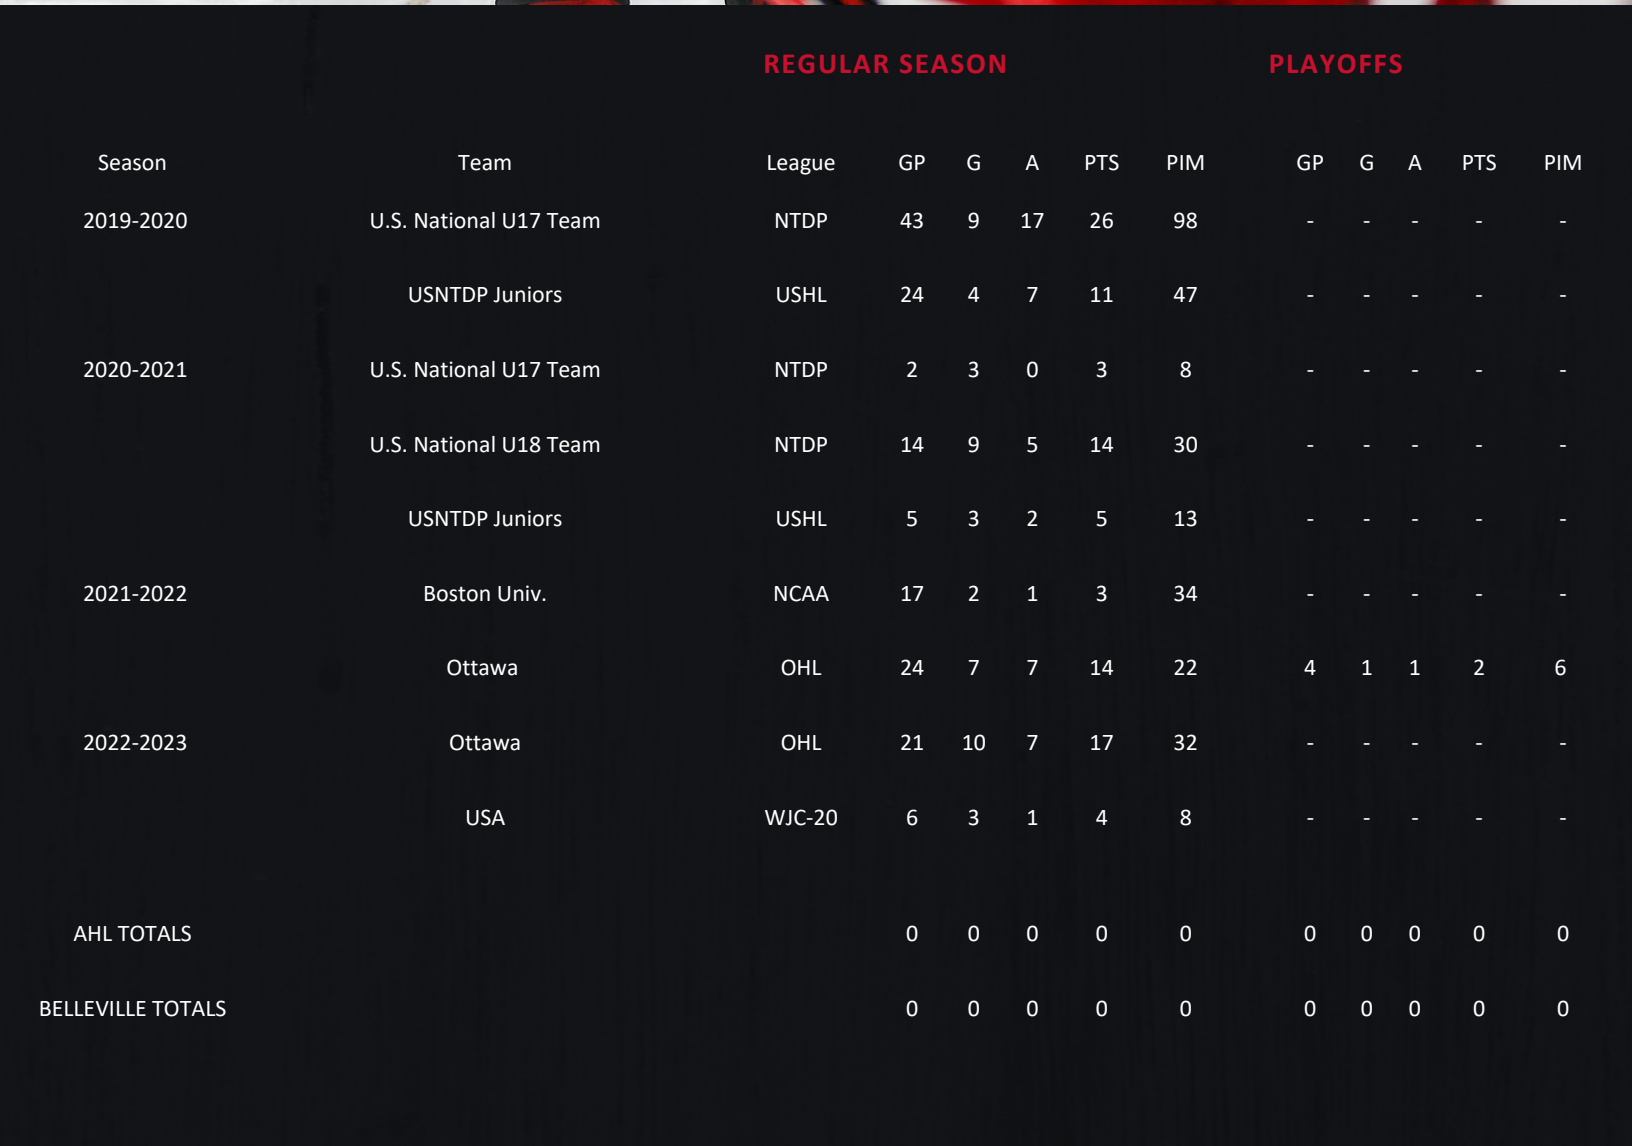 REGULAR SEASON PLAYOFFS
Season Team League GP G A PTS PIM GP G A PTS PIM
2019-2020 U.S. National U17 Team NTDP 43 9 17 26 98 - - - - -
USNTDP Juniors USHL 24 4 7 11 47 - - - - -
2020-2021 U.S. National U17 Team NTDP 2 3 0 3 8 - - - - -
U.S. National U18 Team NTDP 14 9 5 14 30 - - - - -
USNTDP Juniors USHL 5 3 2 5 13 - - - - -
2021-2022 Boston Univ. NCAA 17 2 1 3 34 - - - - -
Ottawa OHL 24 7 7 14 22 4 1 1 2 6
2022-2023 Ottawa OHL 21 10 7 17 32 - - - - -
USA WJC-20 6 3 1 4 8 - - - - -
AHL TOTALS 0 0 0 0 0 0 0 0 0 0
BELLEVILLE TOTALS 0 0 0 0 0 0 0 0 0 0